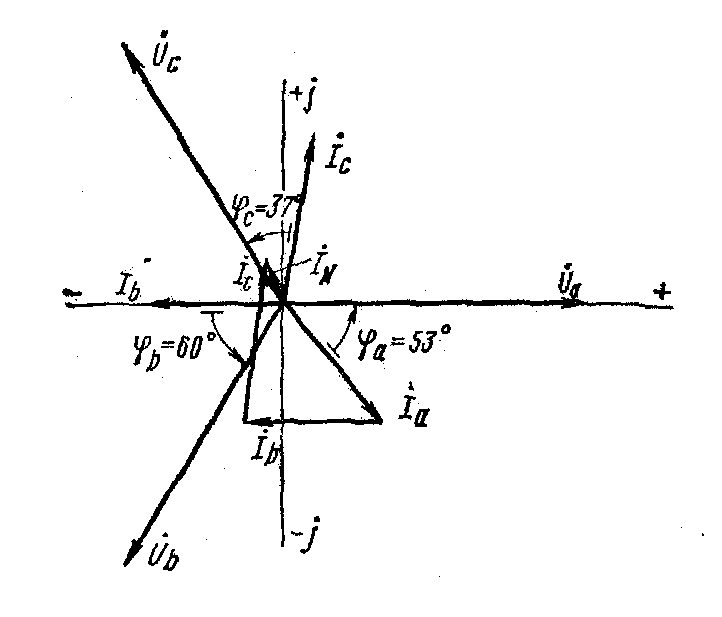 U̇c
+j
İc
φc=37°
İN
İc
İb
-
U̇a
+
φb=60°
φa=53°
İa
İb
-j
U̇b